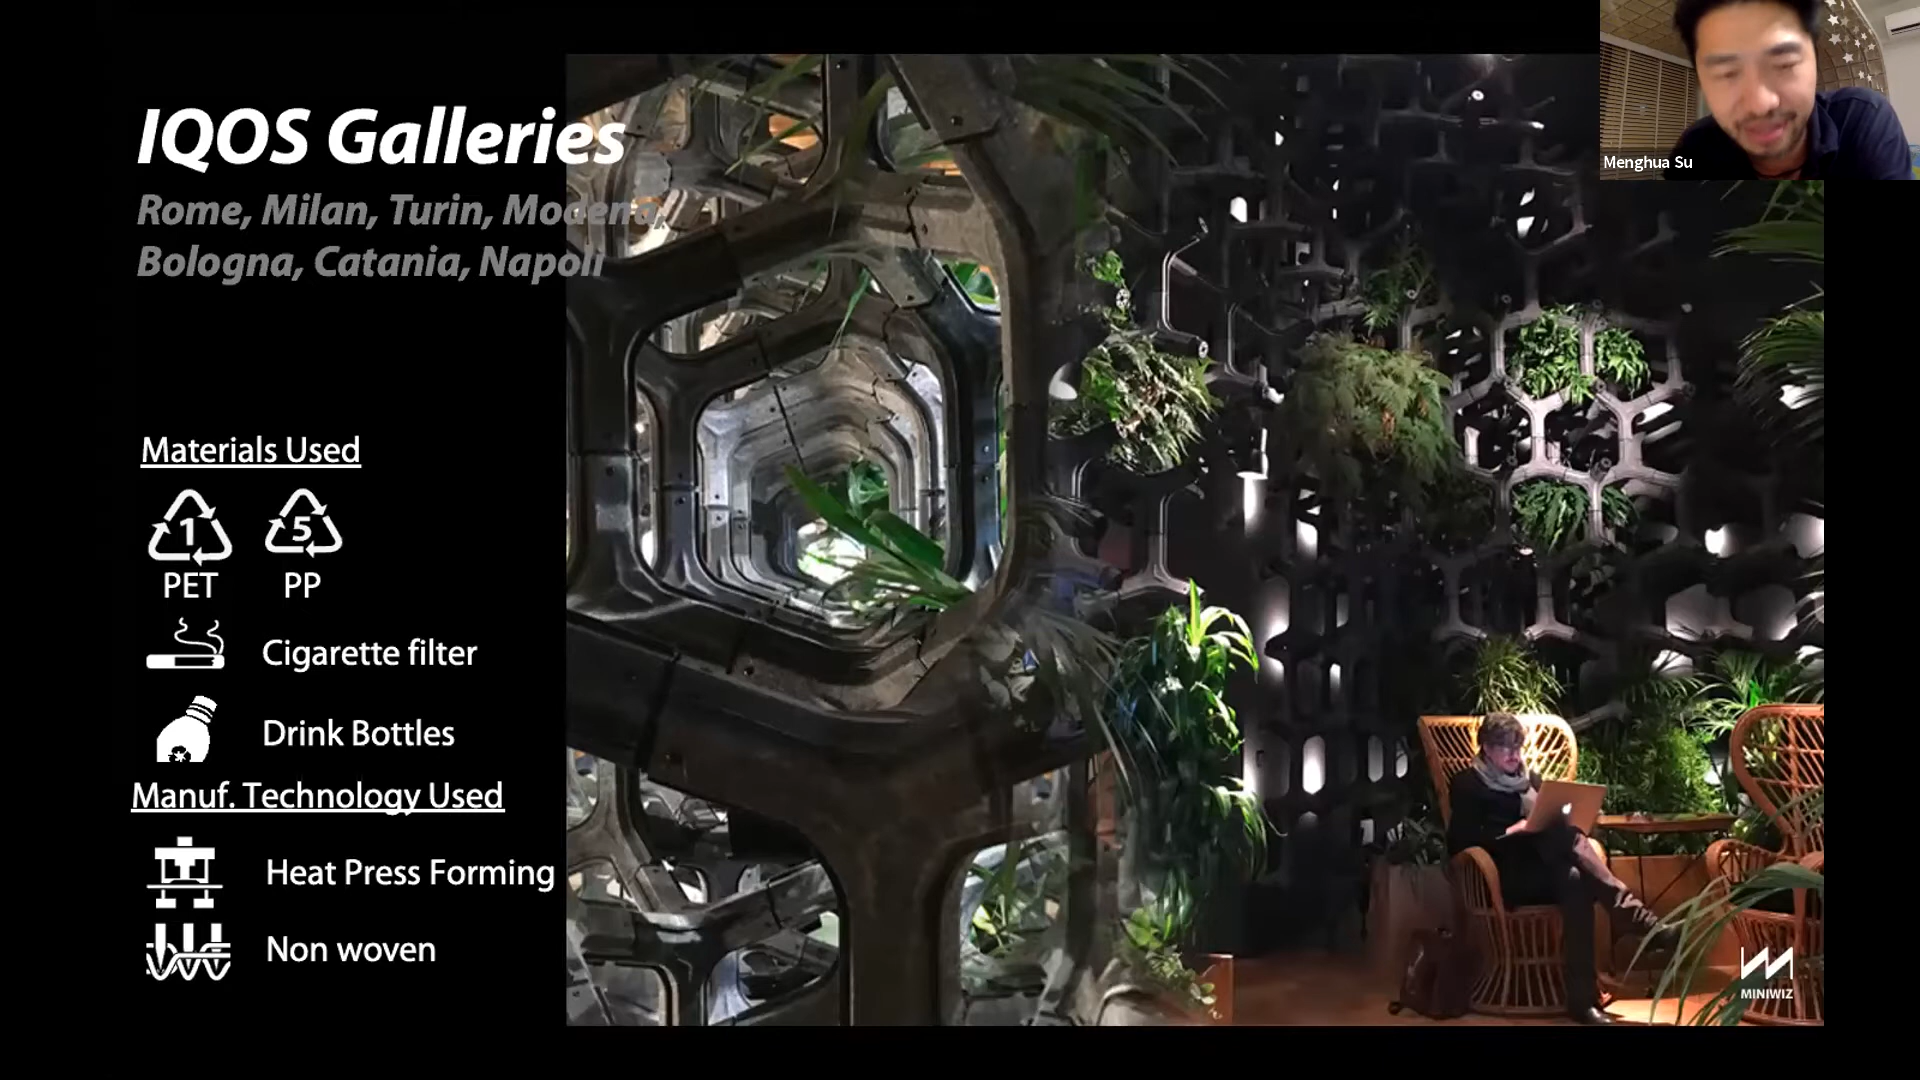 IQOS Galleries
Rome, Milan, Turin, Modena,
Bologna, Catania, Napoli
Materials Used
1 5
PET PP
Cigarette filter
Drink Bottles
Manuf. Technology Used
Heat Press Forming
Non woven
Menghua Su
MINIWIZ